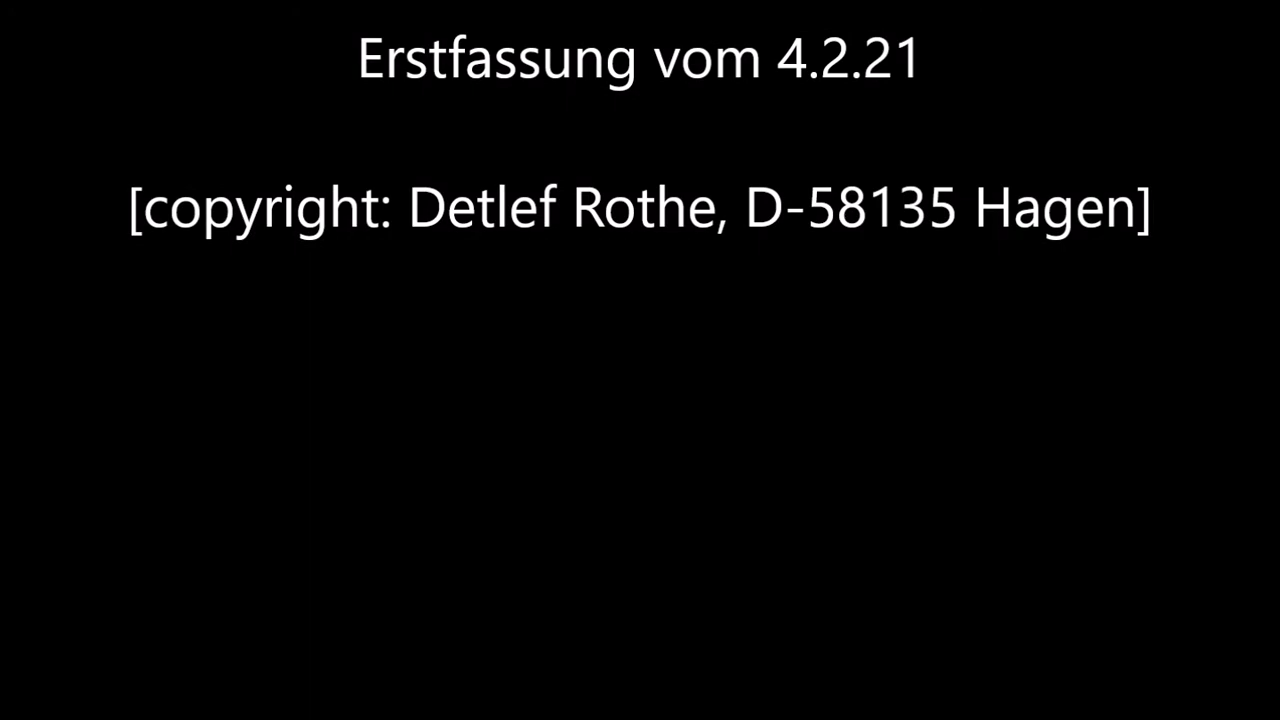 Erstfassung vom 4.2.21
[copyright: Detlef Rothe, D-58135 Hagen]